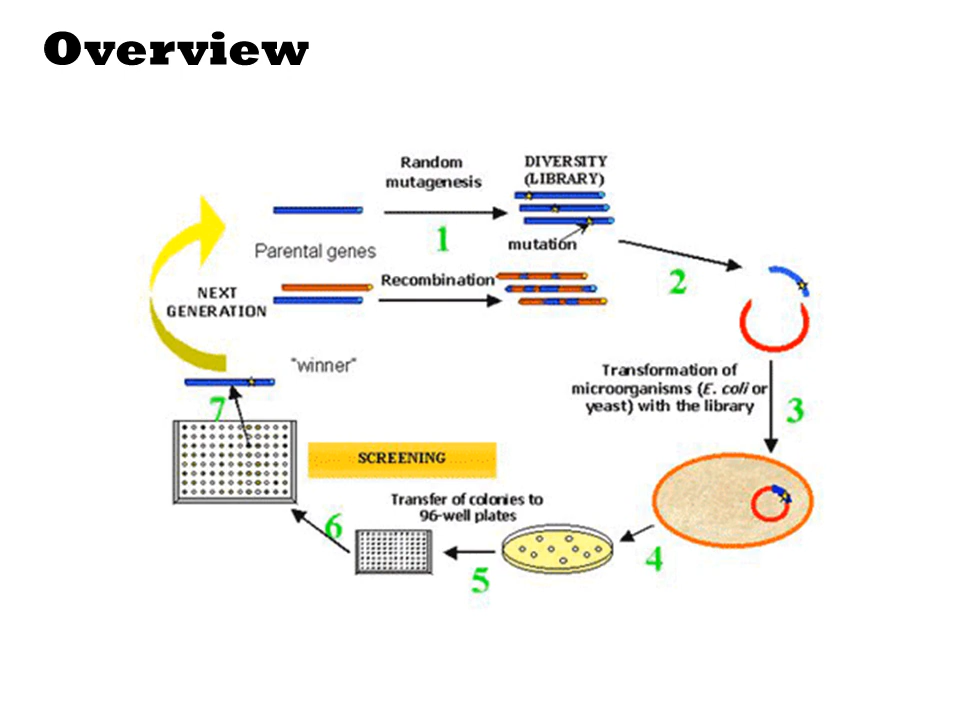 Overview
Random
mutagenesis
DIVERSITY
(LIBRARY)
1
mutation
Parental genes
2
Recombination
NEXT
GENERATION
"winner"
Transformation of
microorganisms (E. coli or
yeast) with the library
3
7
SCREENING
Transfer of colonies to
96-well plates
6
5
4